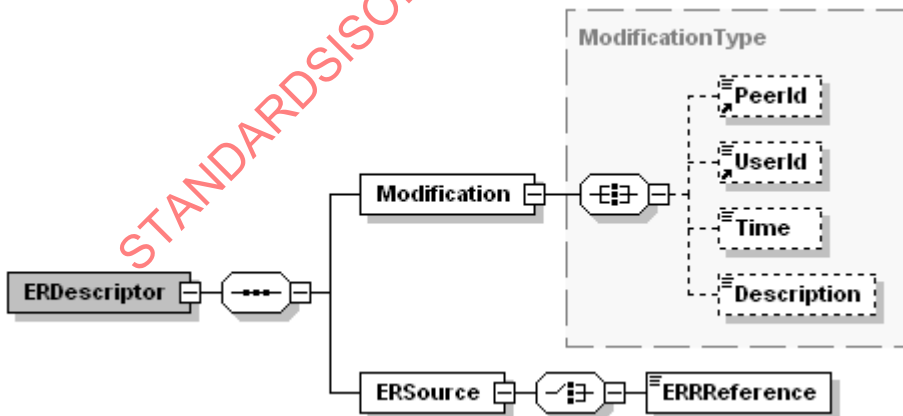 STANDARDSISO
ModificationType
PeerId
UserId
Modification
Time
ERDescriptor
Description
ERSource
ERRReference